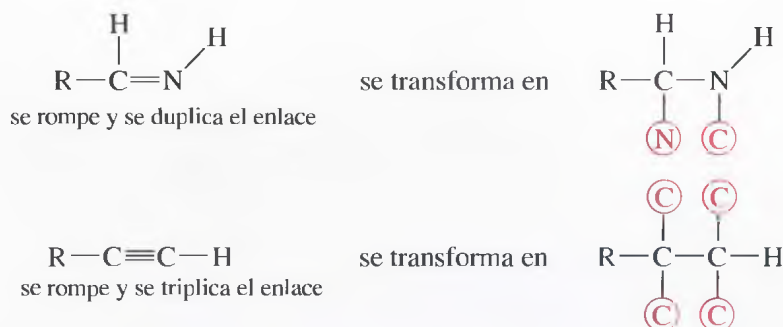 H H
R—C=N se transforma en
se rompe y se duplica el enlace
H H
R—C—N
N C
R—C≡C—H se transforma en
se rompe y se triplica el enlace
C C
R—C—C—H
C C